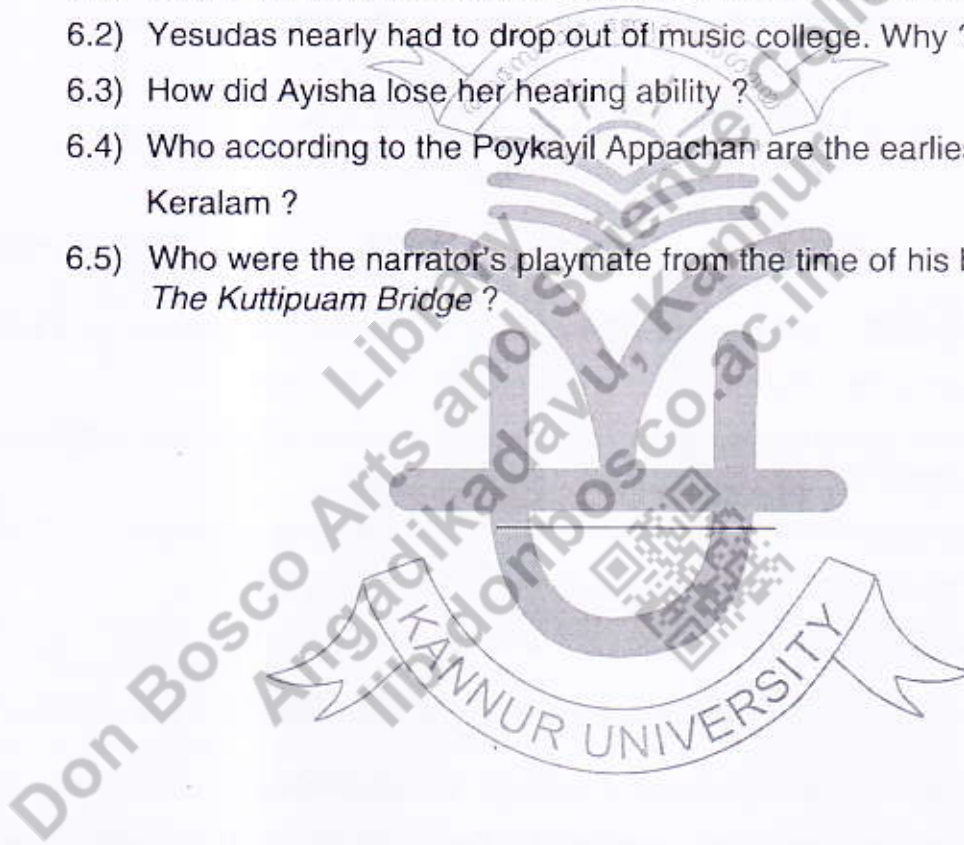 6.2) Yesudas nearly had to drop out of music college. Why ?
6.3) How did Ayisha lose her hearing ability ?
6.4) Who according to the Poykayil Appachan are the earlies
Keralam ?
6.5) Who were the narrator's playmate from the time of his
The Kuttipuam Bridge ?
Library
Don Bosco Arts and Science
Angadikadavu, Kannur
lib.donbosco.ac.in
KANNUR UNIVERSITY